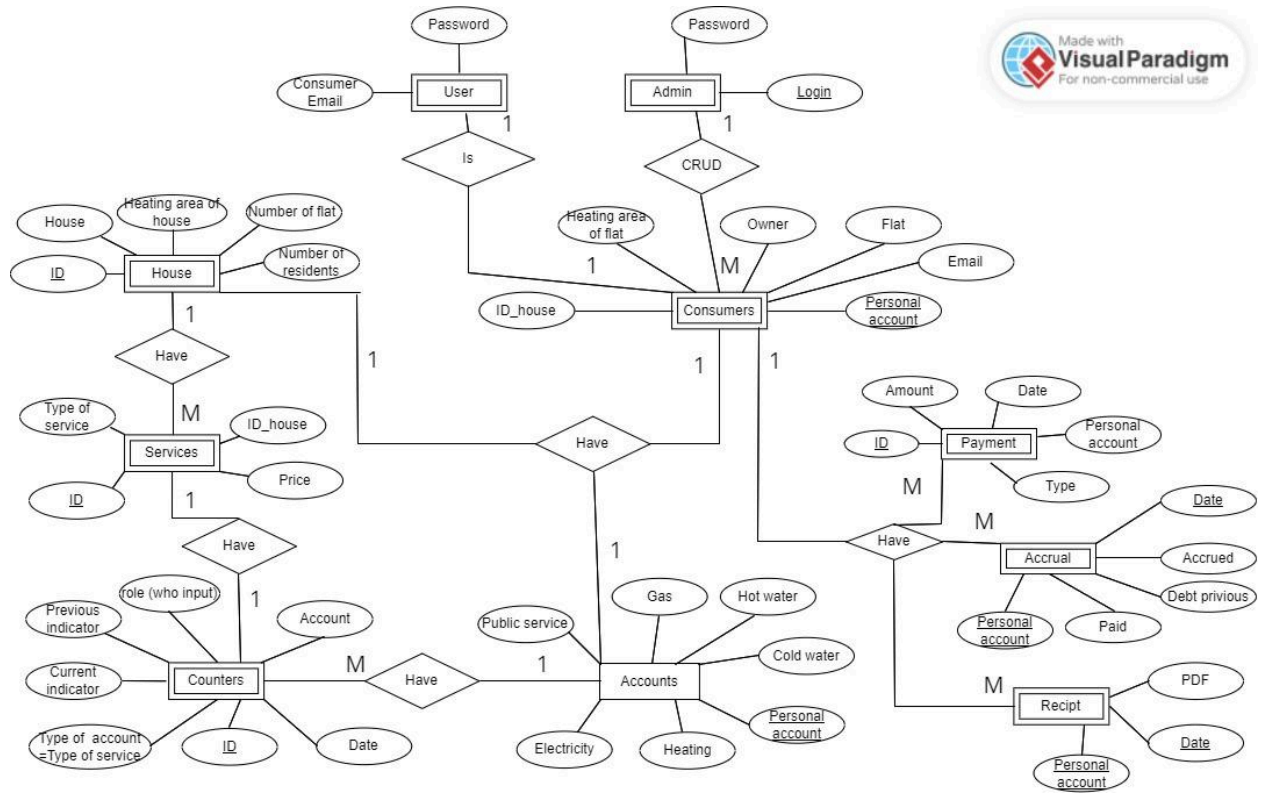 Password
Password
Made with
Visual Paradigm
For non-commercial use
Consumer
Email
User
Admin
Login
1
1
Is
CRUD
House
Heating area of
house
Number of flat
Number of
residents
ID
House
Heating area
of flat
Owner
Flat
Email
1
M
ID_house
Consumers
Personal
account
1
Have
1
1
1
M
Type of
service
ID_house
Services
Price
ID
1
Have
Amount
Date
ID
Payment
Personal
account
Type
M
Have
1
Have
M
Date
Accrual
Accrued
Debt privious
Personal
account
Paid
1
role (who input)
Previous
indicator
Account
1
Current
indicator
Counters
Type of  account
=Type of service
ID
Date
M
Have
1
Public service
Gas
Hot water
Cold water
Accounts
Personal
account
Electricity
Heating
M
Recipt
PDF
Date
Personal
account